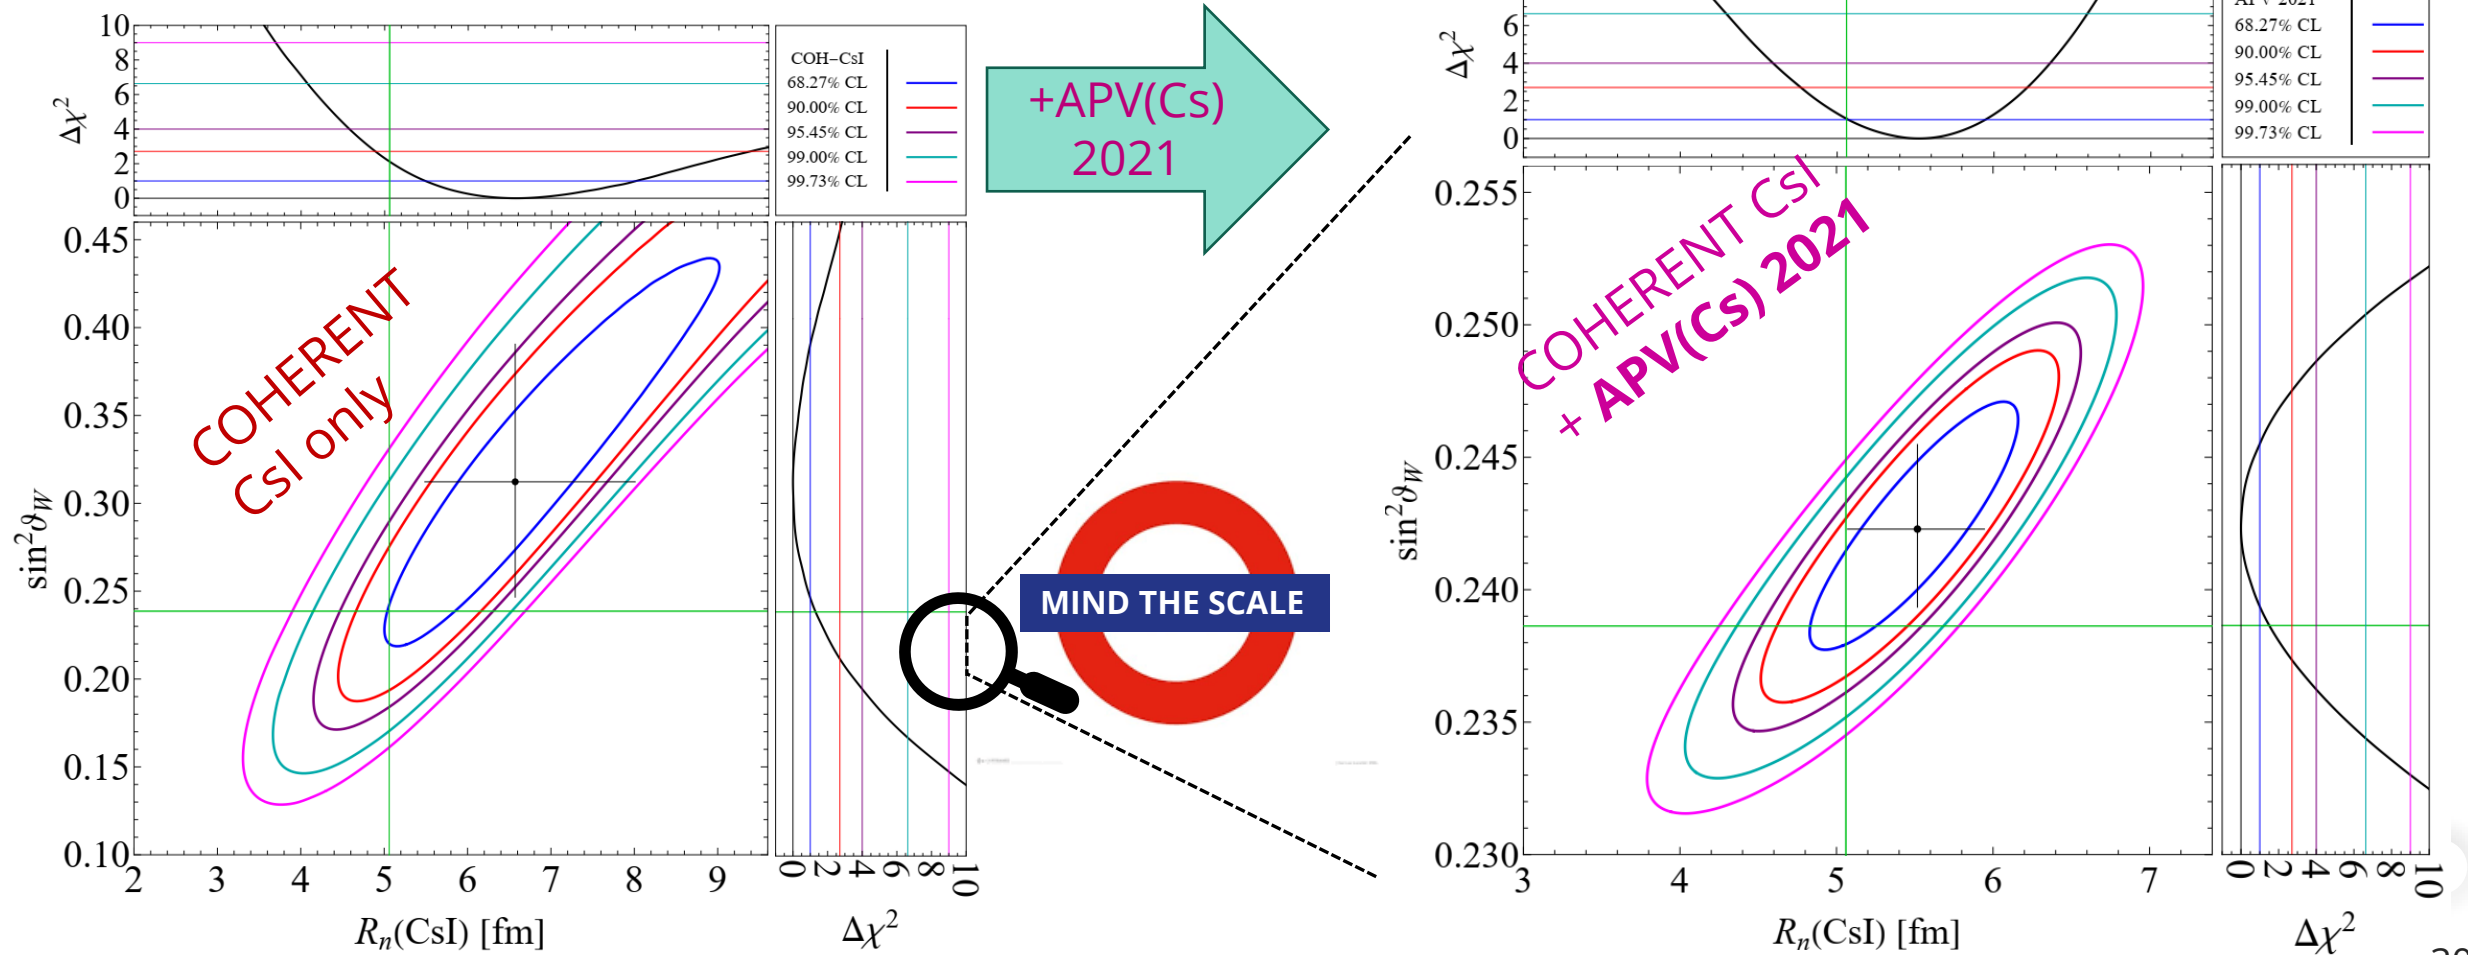 10
8
6
4
2
0
Δχ²
COH−CsI
68.27% CL
90.00% CL
95.45% CL
99.00% CL
99.73% CL
0.45
0.40
0.35
0.30
0.25
0.20
0.15
0.10
sin²ϑW
COHERENT
CsI only
2 3 4 5 6 7 8 9
Rn(CsI) [fm]
0 2 4 6 8 10
Δχ²
+APV(Cs)
2021
MIND THE SCALE
6
4
2
0
Δχ²
APV 2021
68.27% CL
90.00% CL
95.45% CL
99.00% CL
99.73% CL
0.255
0.250
0.245
0.240
0.235
0.230
sin²ϑW
COHERENT CsI
+ APV(Cs) 2021
3 4 5 6 7
Rn(CsI) [fm]
0 2 4 6 8 10
Δχ²